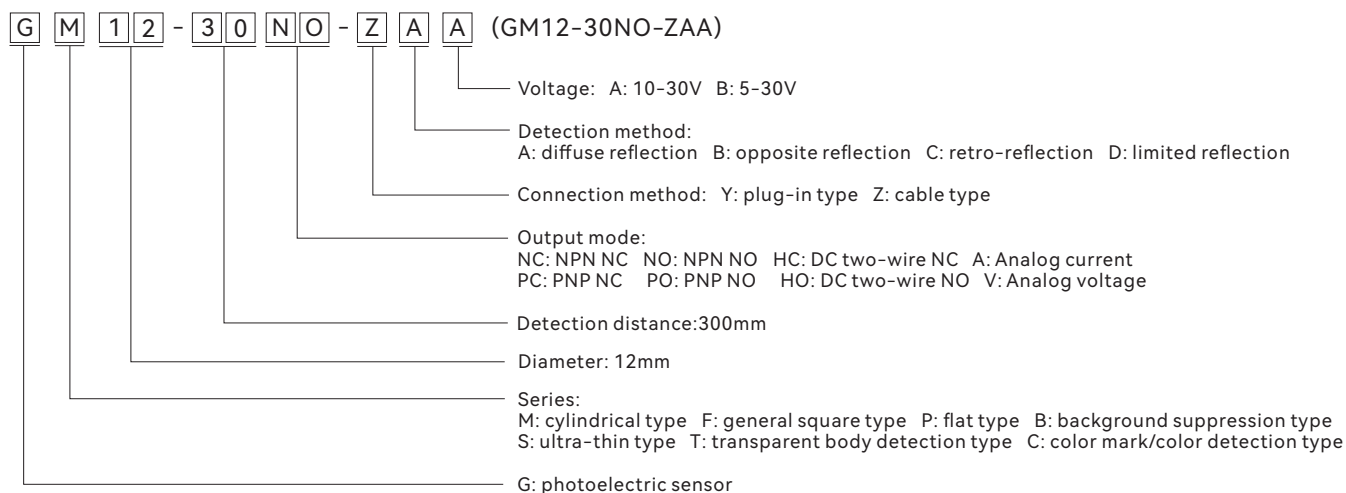 G M 12 - 30 NO - Z A A (GM12-30NO-ZAA)
Voltage: A: 10-30V B: 5-30V
Detection method:
A: diffuse reflection B: opposite reflection C: retro-reflection D: limited reflection
Connection method: Y: plug-in type Z: cable type
Output mode:
NC: NPN NC NO: NPN NO HC: DC two-wire NC A: Analog current
PC: PNP NC PO: PNP NO HO: DC two-wire NO V: Analog voltage
Detection distance:300mm
Diameter: 12mm
Series:
M: cylindrical type F: general square type P: flat type B: background suppression type
S: ultra-thin type T: transparent body detection type C: color mark/color detection type
G: photoelectric sensor